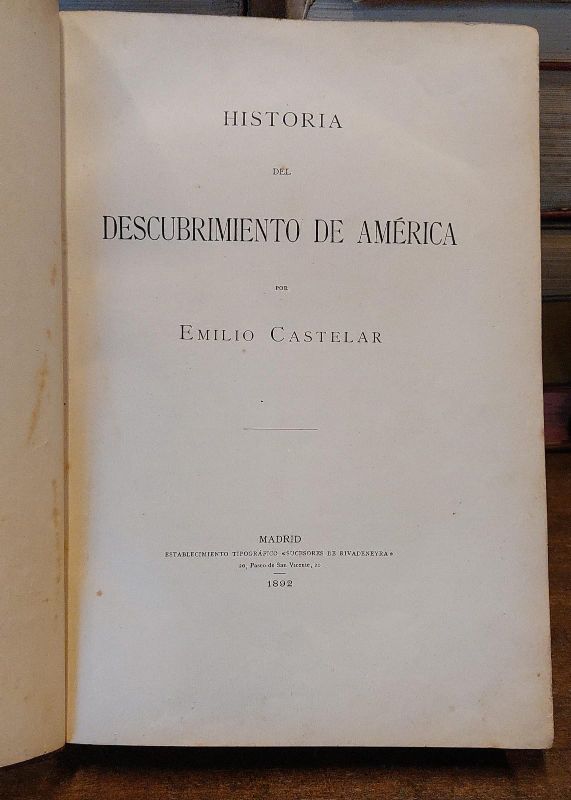 HISTORIA
DEL
DESCUBRIMIENTO DE AMÉRICA
POR
EMILIO CASTELAR
MADRID
ESTABLECIMIENTO TIPOGRÁFICO «SUCESORES DE RIVADENEYRA»
20, Paseo de San Vicente, 20
1892